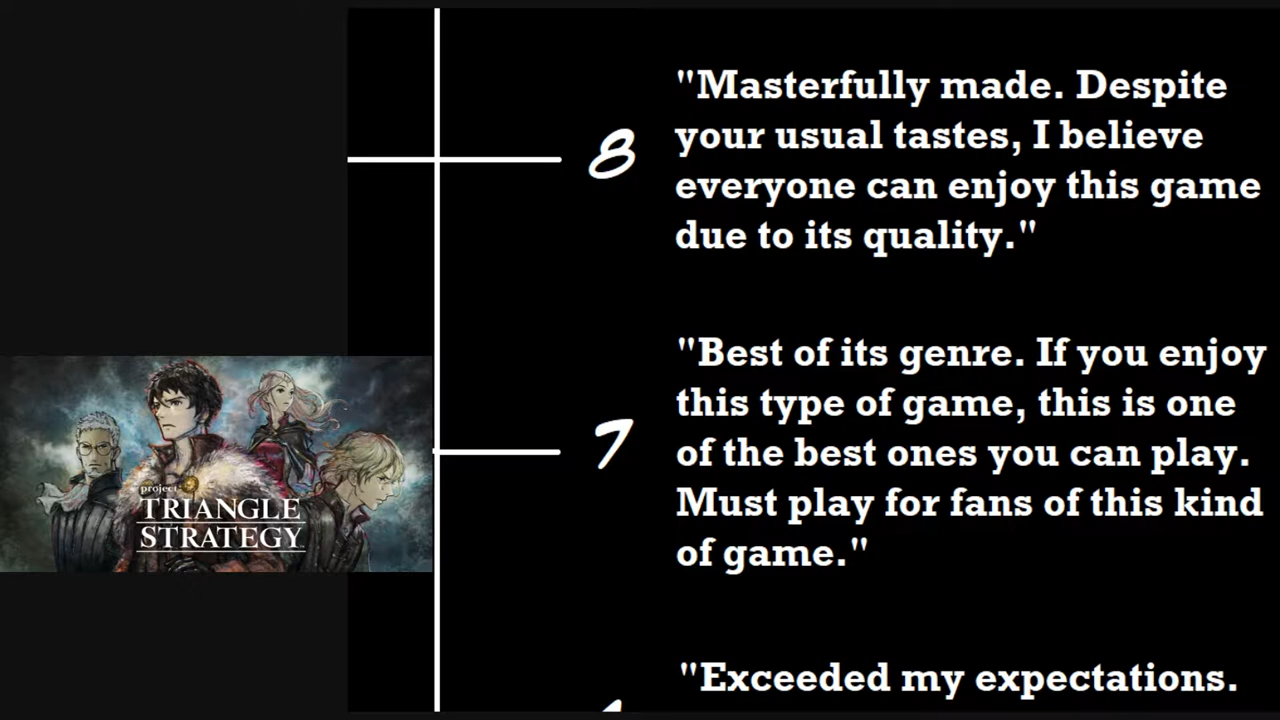 "Masterfully made. Despite
your usual tastes, I believe
everyone can enjoy this game
due to its quality."
8
"Best of its genre. If you enjoy
this type of game, this is one
of the best ones you can play.
Must play for fans of this kind
of game."
7
project
TRIANGLE
STRATEGY
"Exceeded my expectations.